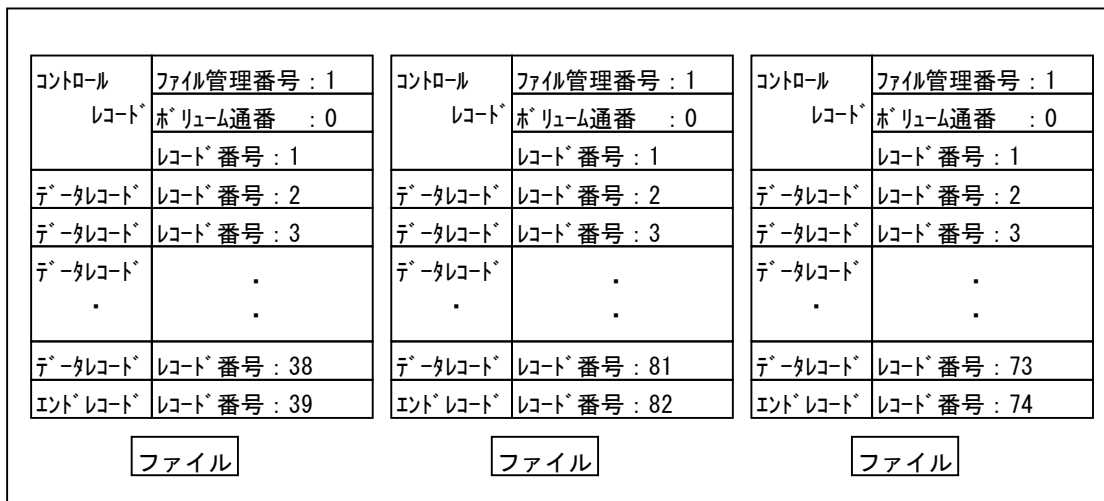 コントロール
レコード
ファイル管理番号：1
ボリューム通番　：0
レコード番号：1
データレコード
レコード番号：2
データレコード
レコード番号：3
データレコード
・
・
・
データレコード
レコード番号：38
エンドレコード
レコード番号：39
ファイル
コントロール
レコード
ファイル管理番号：1
ボリューム通番　：0
レコード番号：1
データレコード
レコード番号：2
データレコード
レコード番号：3
データレコード
・
・
・
データレコード
レコード番号：81
エンドレコード
レコード番号：82
ファイル
コントロール
レコード
ファイル管理番号：1
ボリューム通番　：0
レコード番号：1
データレコード
レコード番号：2
データレコード
レコード番号：3
データレコード
・
・
・
データレコード
レコード番号：73
エンドレコード
レコード番号：74
ファイル